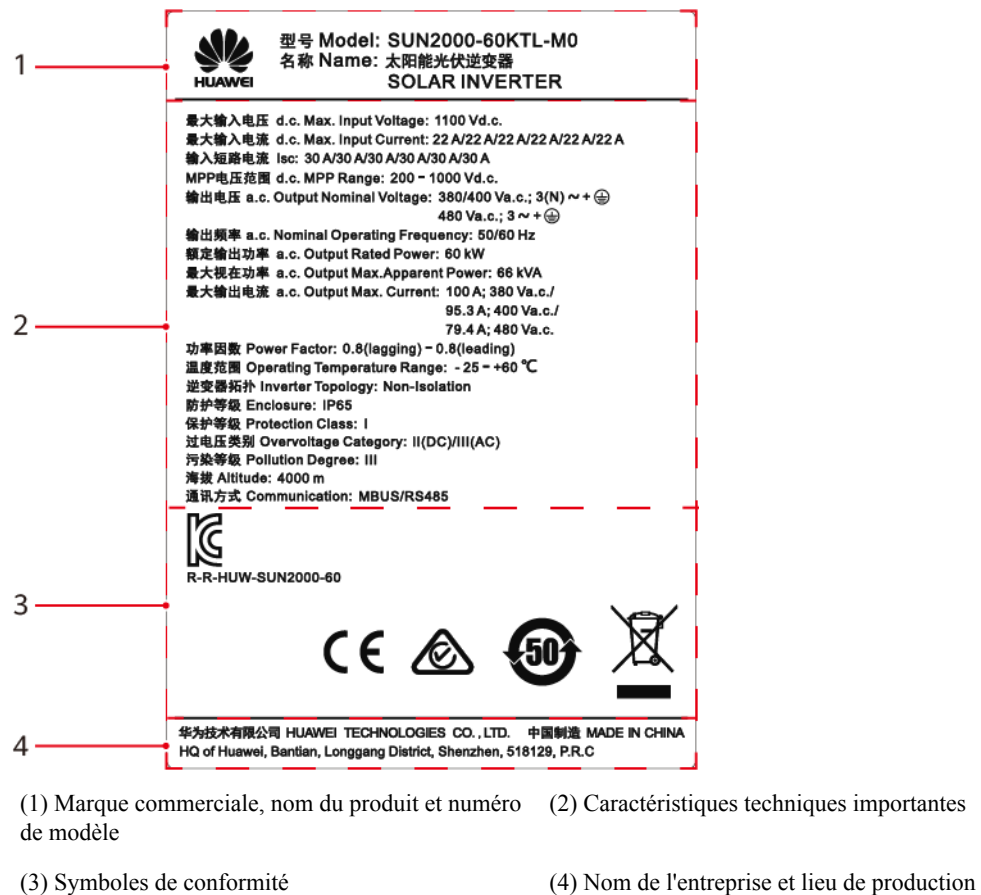 HUAWEI
型号 Model: SUN2000-60KTL-M0
名称 Name: 太阳能光伏逆变器
SOLAR INVERTER
1
最大输入电压 d.c. Max. Input Voltage: 1100 Vd.c.
最大输入电流 d.c. Max. Input Current: 22 A/22 A/22 A/22 A/22 A/22 A
输入短路电流 Isc: 30 A/30 A/30 A/30 A/30 A/30 A
MPP电压范围 d.c. MPP Range: 200 - 1000 Vd.c.
输出电压 a.c. Output Nominal Voltage: 380/400 Va.c.; 3(N) ~ + ⏚
480 Va.c.; 3 ~ + ⏚
输出频率 a.c. Nominal Operating Frequency: 50/60 Hz
额定输出功率 a.c. Output Rated Power: 60 kW
最大视在功率 a.c. Output Max.Apparent Power: 66 kVA
最大输出电流 a.c. Output Max. Current: 100 A; 380 Va.c./
95.3 A; 400 Va.c./
79.4 A; 480 Va.c.
2
功率因数 Power Factor: 0.8(lagging) - 0.8(leading)
温度范围 Operating Temperature Range: - 25 - +60 ℃
逆变器拓扑 Inverter Topology: Non-Isolation
防护等级 Enclosure: IP65
保护等级 Protection Class: I
过电压类别 Overvoltage Category: II(DC)/III(AC)
污染等级 Pollution Degree: III
海拔 Altitude: 4000 m
通讯方式 Communication: MBUS/RS485
R-R-HUW-SUN2000-60
3
CE
50
华为技术有限公司 HUAWEI TECHNOLOGIES CO., LTD. 中国制造 MADE IN CHINA
4
HQ of Huawei, Bantian, Longgang District, Shenzhen, 518129, P.R.C
(1) Marque commerciale, nom du produit et numéro de modèle
(2) Caractéristiques techniques importantes
(3) Symboles de conformité
(4) Nom de l'entreprise et lieu de production